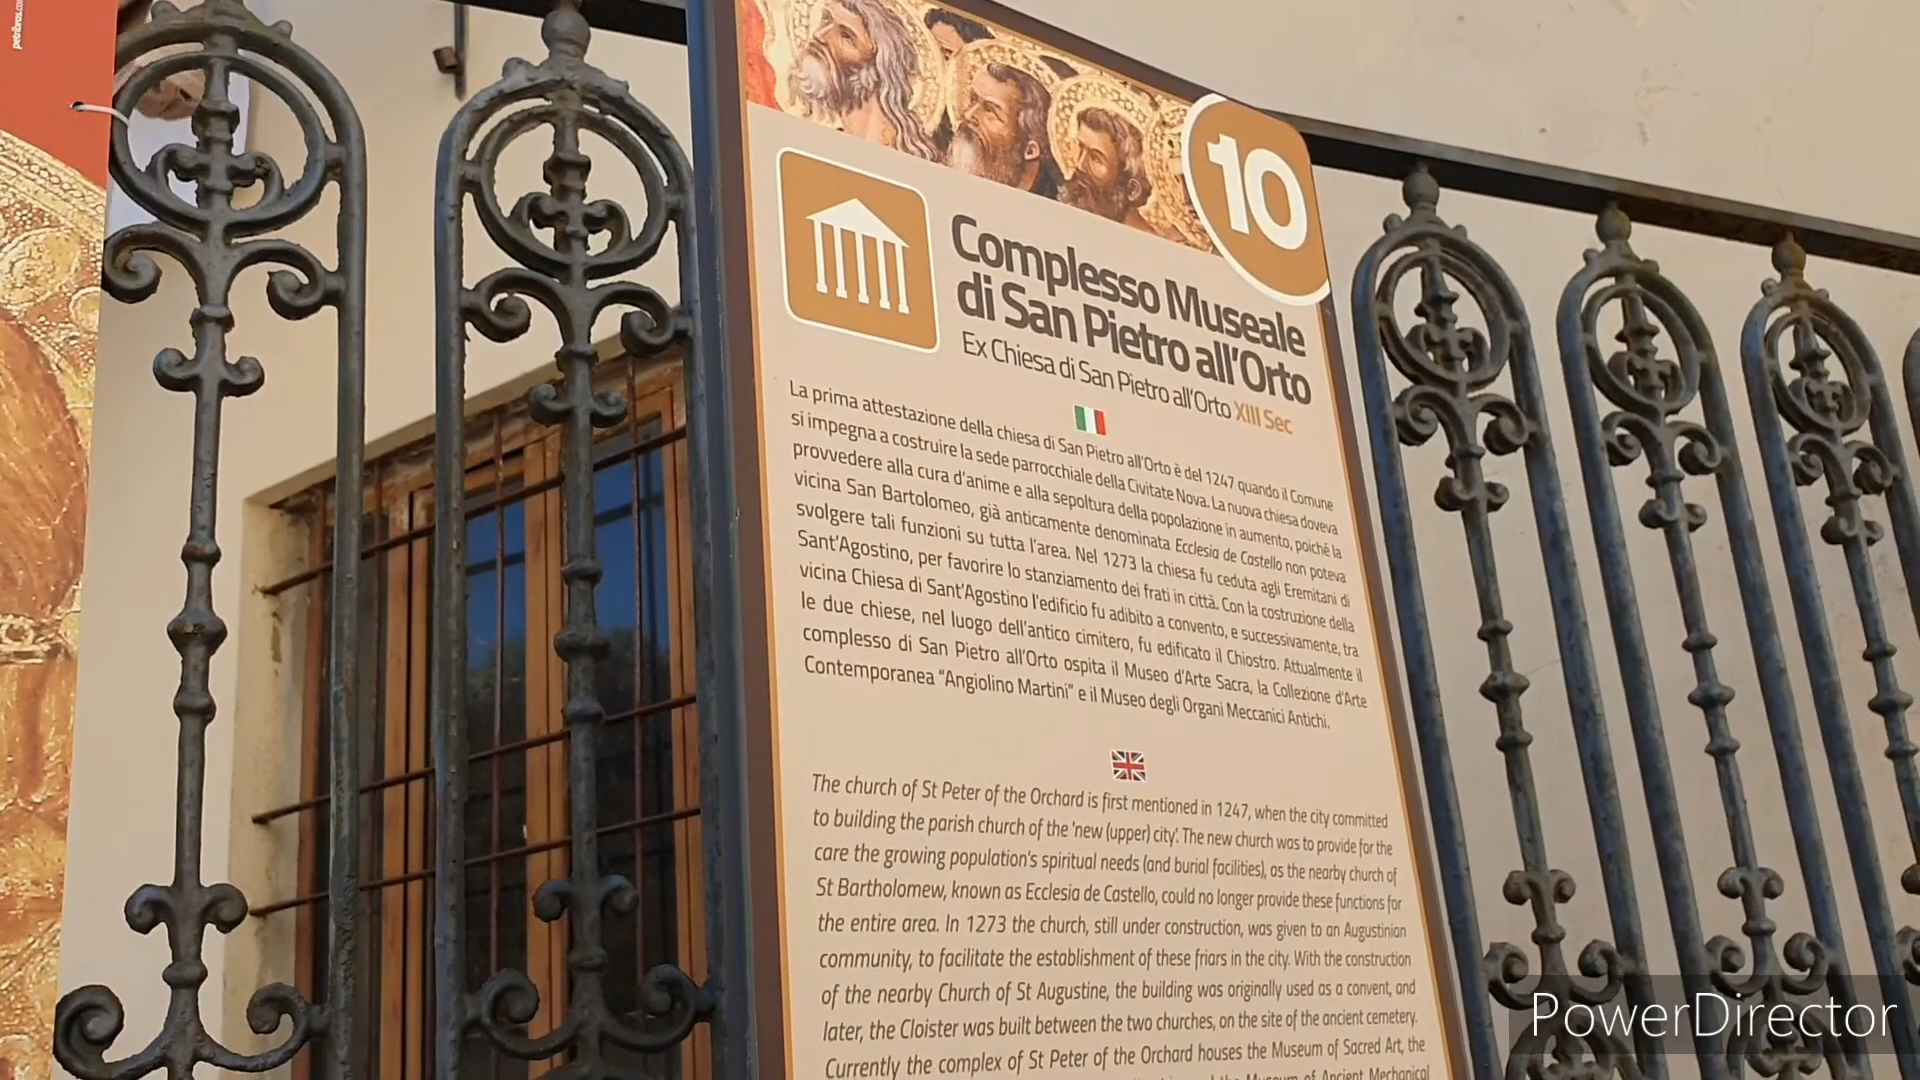 petribros.co
10
Complesso Museale
di San Pietro all'Orto
Ex Chiesa di San Pietro all'Orto XIII Sec
La prima attestazione della chiesa di San Pietro all'Orto è del 1247 quando il Comune
si impegna a costruire la sede parrocchiale della Civitate Nova. La nuova chiesa doveva
provvedere alla cura d'anime e alla sepoltura della popolazione in aumento, poiché la
vicina San Bartolomeo, già anticamente denominata Ecclesia de Castello non poteva
svolgere tali funzioni su tutta l'area. Nel 1273 la chiesa fu ceduta agli Eremitani di
Sant'Agostino, per favorire lo stanziamento dei frati in città. Con la costruzione della
vicina Chiesa di Sant'Agostino l'edificio fu adibito a convento, e successivamente, tra
le due chiese, nel luogo dell'antico cimitero, fu edificato il Chiostro. Attualmente il
complesso di San Pietro all'Orto ospita il Museo d'Arte Sacra, la Collezione d'Arte
Contemporanea "Angiolino Martini" e il Museo degli Organi Meccanici Antichi.
The church of St Peter of the Orchard is first mentioned in 1247, when the city committed
to building the parish church of the 'new (upper) city'. The new church was to provide for the
care the growing population's spiritual needs (and burial facilities), as the nearby church of
St Bartholomew, known as Ecclesia de Castello, could no longer provide these functions for
the entire area. In 1273 the church, still under construction, was given to an Augustinian
community, to facilitate the establishment of these friars in the city. With the construction
of the nearby Church of St Augustine, the building was originally used as a convent, and
later, the Cloister was built between the two churches, on the site of the ancient cemetery.
Currently the complex of St Peter of the Orchard houses the Museum of Sacred Art, the
Museum of Ancient Mechanical
PowerDirector